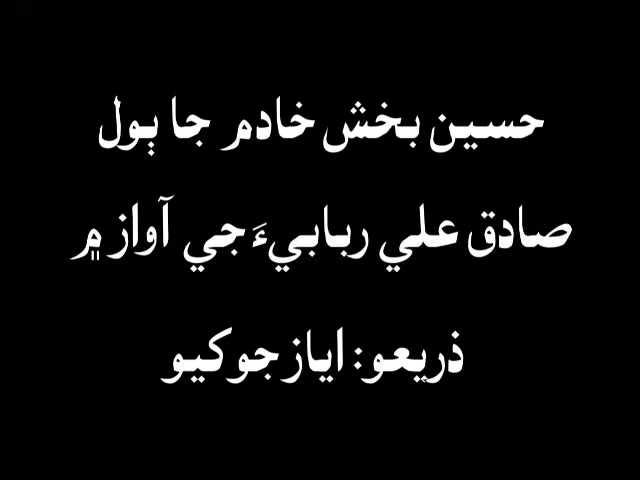 حسين بخش خادم جا ٻول
صادق علي ربابيءَ جي آواز ۾
ذريعو: اياز جوکيو